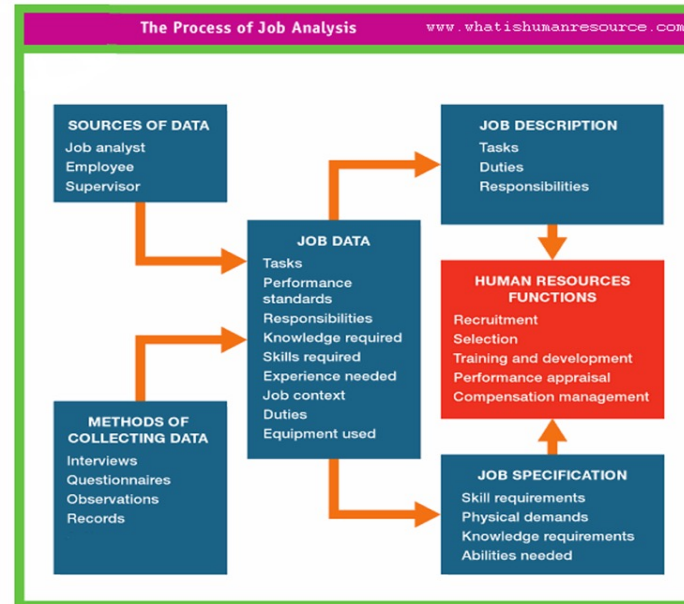 The Process of Job Analysis
www.whatishumanresource.com
SOURCES OF DATA
Job analyst
Employee
Supervisor
METHODS OF
COLLECTING DATA
Interviews
Questionnaires
Observations
Records
JOB DATA
Tasks
Performance
standards
Responsibilities
Knowledge required
Skills required
Experience needed
Job context
Duties
Equipment used
JOB DESCRIPTION
Tasks
Duties
Responsibilities
HUMAN RESOURCES
FUNCTIONS
Recruitment
Selection
Training and development
Performance appraisal
Compensation management
JOB SPECIFICATION
Skill requirements
Physical demands
Knowledge requirements
Abilities needed